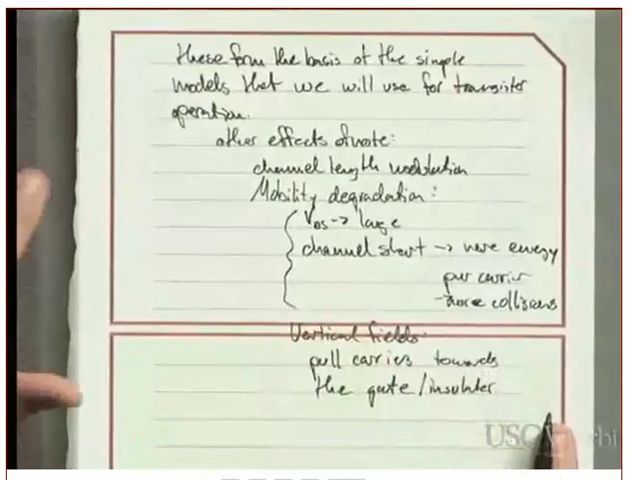 these form the basis of the simple
models that we will use for transistor
operation.
other effects of note:
channel length modulation
Mobility degradation:
VDS -> large
channel short -> more energy
per carrier
-> more collisions
Vertical fields:
pull carriers towards
the gate/insulator
USC